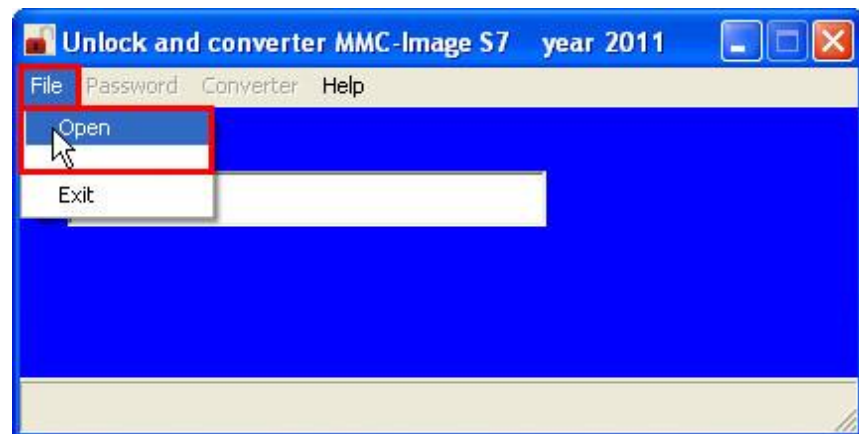 Unlock and converter MMC-Image S7 year 2011
File Password Converter Help
Open
Exit